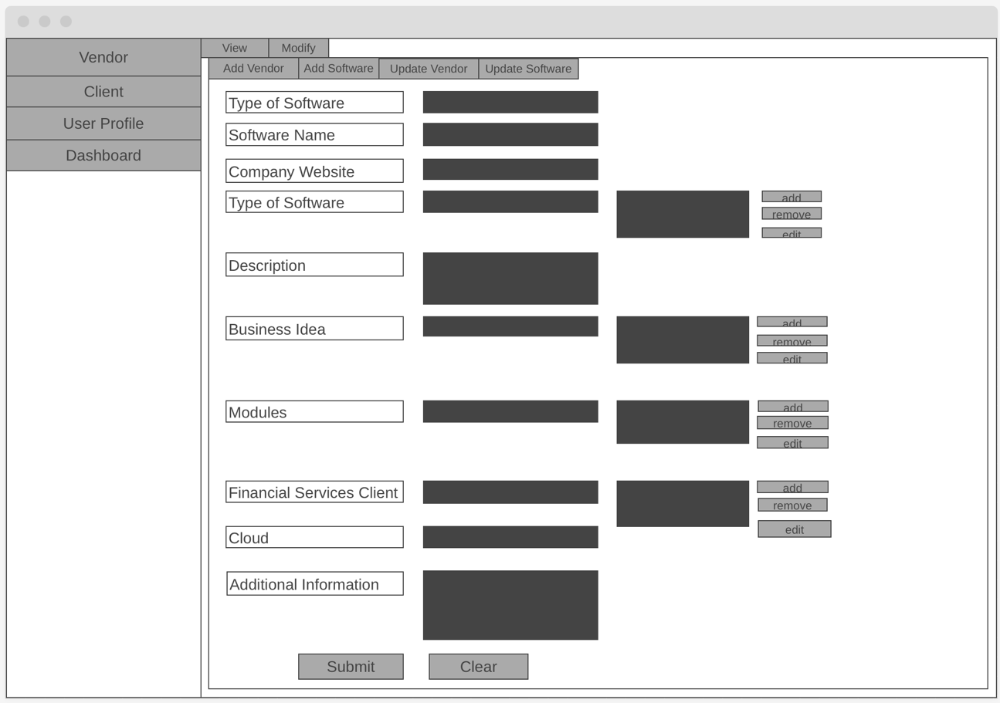 Vendor
Client
User Profile
Dashboard
View
Modify
Add Vendor
Add Software
Update Vendor
Update Software
Type of Software
Software Name
Company Website
Type of Software
add
remove
edit
Description
Business Idea
add
remove
edit
Modules
add
remove
edit
Financial Services Client
add
remove
edit
Cloud
Additional Information
Submit
Clear